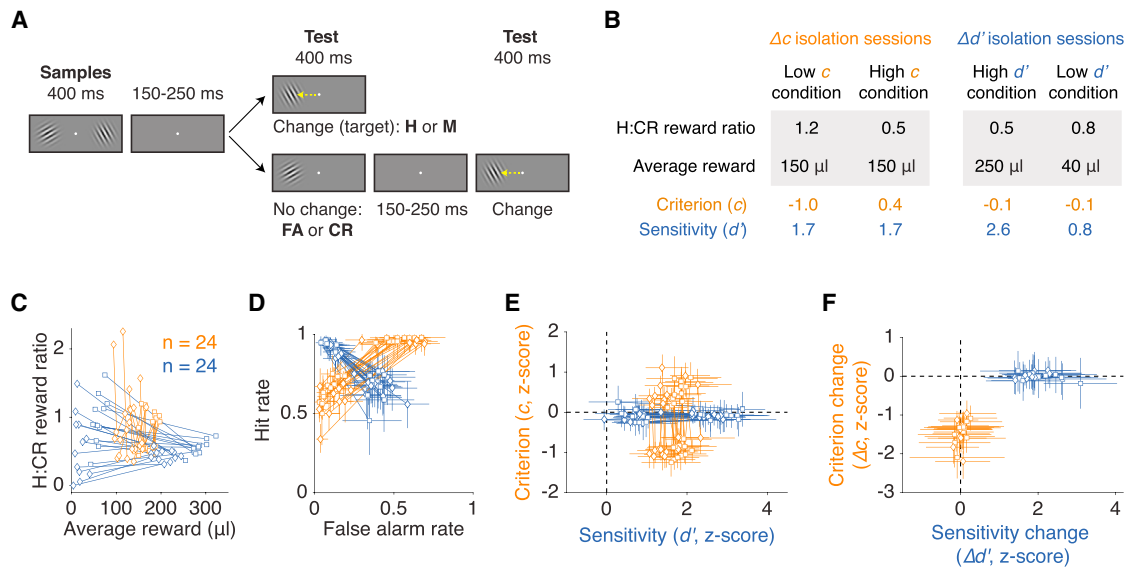 A
Samples
400 ms
150-250 ms
Test
400 ms
Test
400 ms
Change (target): H or M
No change:
FA or CR
150-250 ms
Change
B
Δc isolation sessions
Δd’ isolation sessions
Low c
condition
High c
condition
High d’
condition
Low d’
condition
H:CR reward ratio
1.2
0.5
0.5
0.8
Average reward
150 µl
150 µl
250 µl
40 µl
Criterion (c)
-1.0
0.4
-0.1
-0.1
Sensitivity (d’)
1.7
1.7
2.6
0.8
C
H:CR reward ratio
2
1
0
n = 24
n = 24
0
100
200
300
Average reward (µl)
D
Hit rate
1
0.5
0
0.5
1
False alarm rate
E
Criterion (c, z-score)
2
1
0
-1
-2
0
2
4
Sensitivity (d', z-score)
F
Criterion change
(Δc, z-score)
1
0
-1
-2
-3
0
2
4
Sensitivity change
(Δd', z-score)